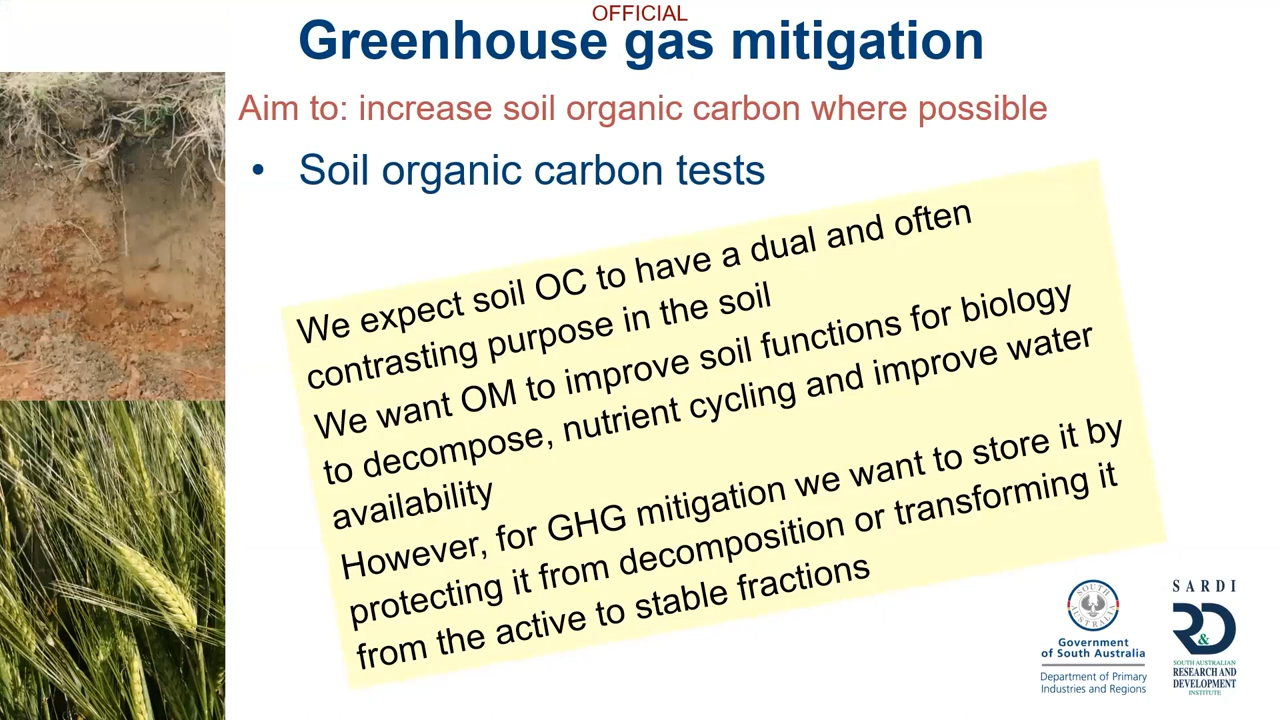 OFFICIAL
Greenhouse gas mitigation
Aim to: increase soil organic carbon where possible
• Soil organic carbon tests
We expect soil OC to have a dual and often
contrasting purpose in the soil
We want OM to improve soil functions for biology
to decompose, nutrient cycling and improve water
availability
However, for GHG mitigation we want to store it by
protecting it from decomposition or transforming it
from the active to stable fractions
SOUTH AUSTRALIA
Government
of South Australia
Department of Primary
Industries and Regions
SARDI
R&D
SOUTH AUSTRALIAN
RESEARCH AND
DEVELOPMENT
INSTITUTE